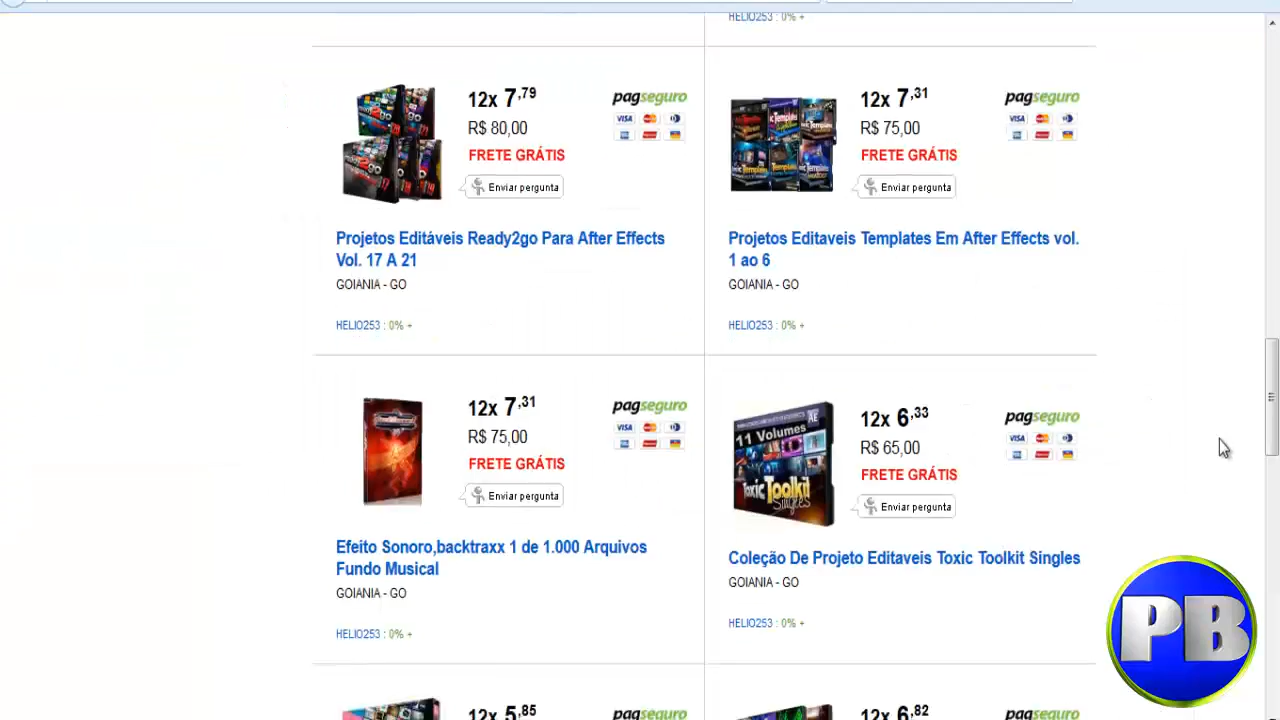 HELIO253 : 0% +
12x 7,79
R$ 80,00
FRETE GRÁTIS
Enviar pergunta
pagseguro
VISA
Projetos Editáveis Ready2go Para After Effects
Vol. 17 A 21
GOIANIA - GO
HELIO253 : 0% +
12x 7,31
R$ 75,00
FRETE GRÁTIS
Enviar pergunta
pagseguro
VISA
Projetos Editaveis Templates Em After Effects vol.
1 ao 6
GOIANIA - GO
HELIO253 : 0% +
12x 7,31
R$ 75,00
FRETE GRÁTIS
Enviar pergunta
pagseguro
VISA
Efeito Sonoro,backtraxx 1 de 1.000 Arquivos
Fundo Musical
GOIANIA - GO
HELIO253 : 0% +
11 Volumes
Toxic Toolkit
Singles
12x 6,33
R$ 65,00
FRETE GRÁTIS
Enviar pergunta
pagseguro
VISA
Coleção De Projeto Editaveis Toxic Toolkit Singles
GOIANIA - GO
HELIO253 : 0% +
12x 5,85
pagseguro
12x 6,82
pagseguro
PB